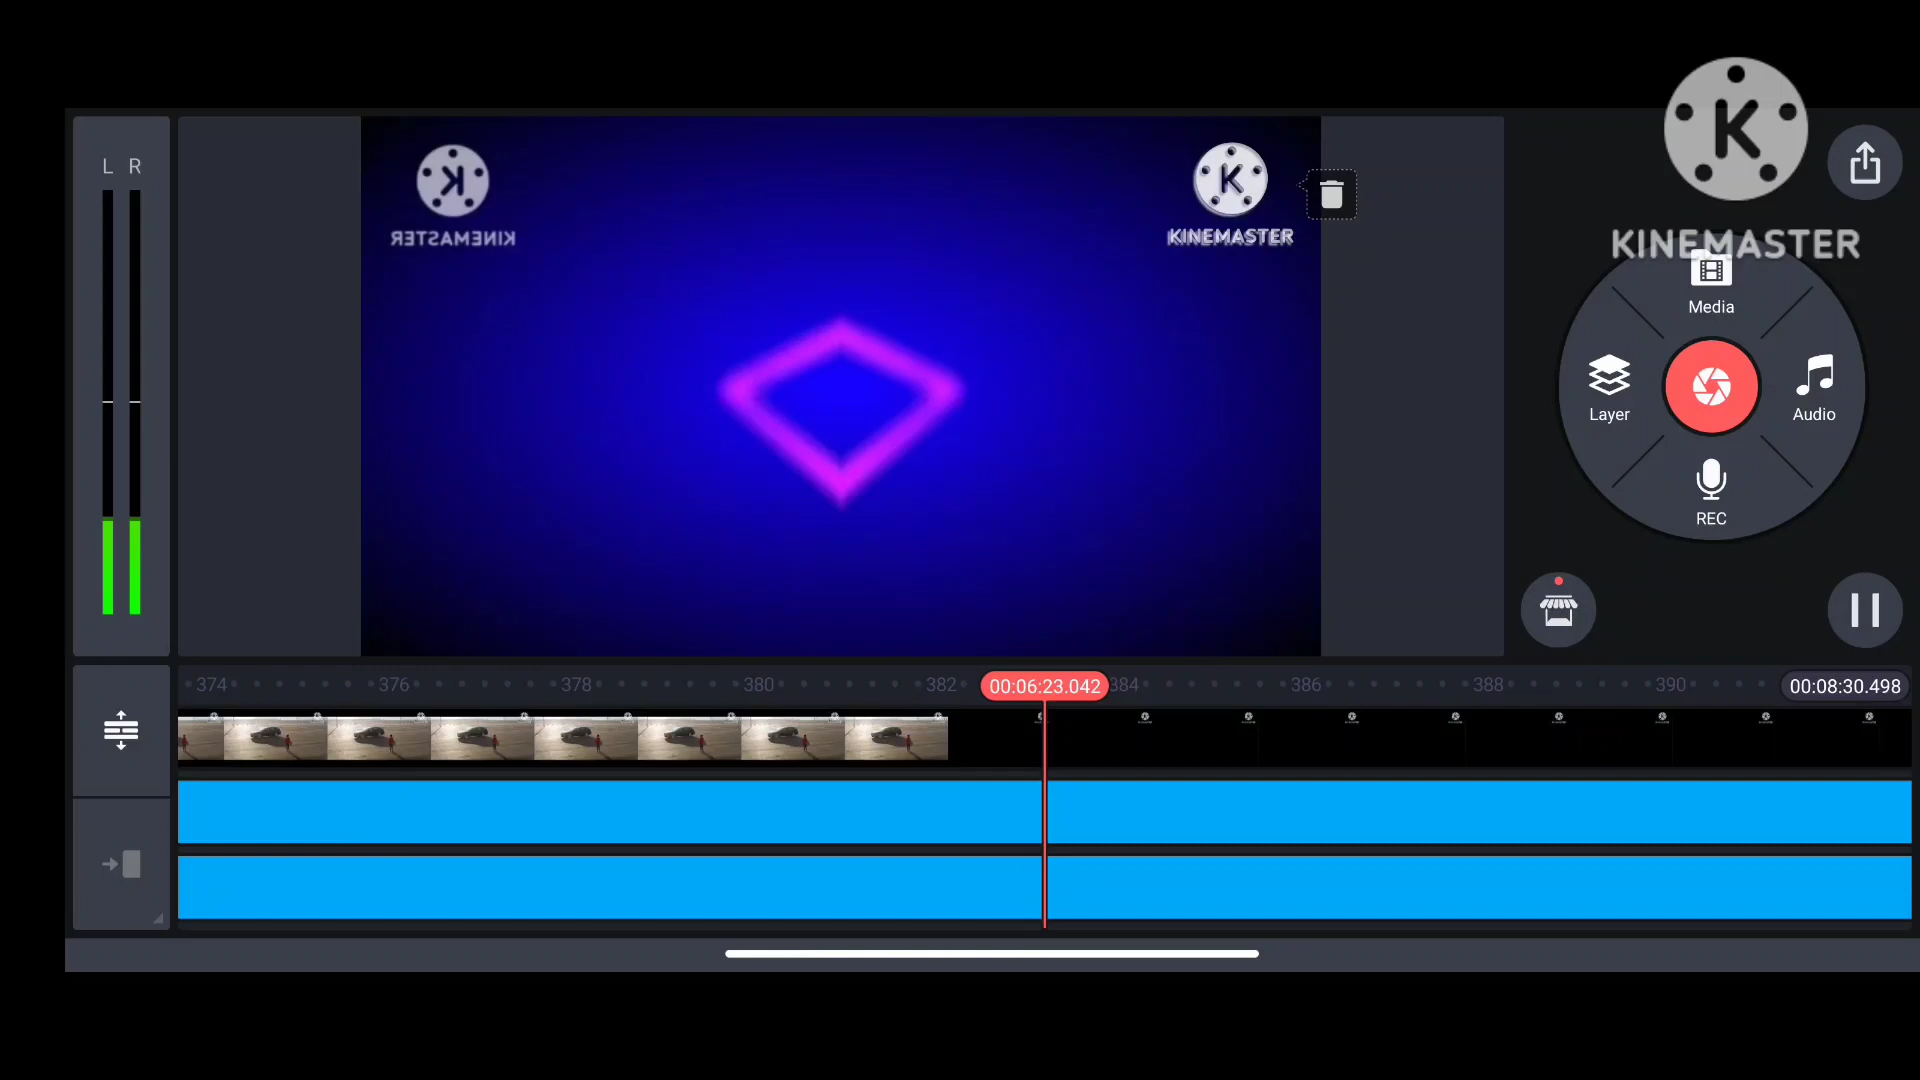 L R
KINEMASTER
KINEMASTER
KINEMASTER
Media
Layer
Audio
REC
374 376 378 380 382 00:06:23.042 384 386 388 390 00:08:30.498